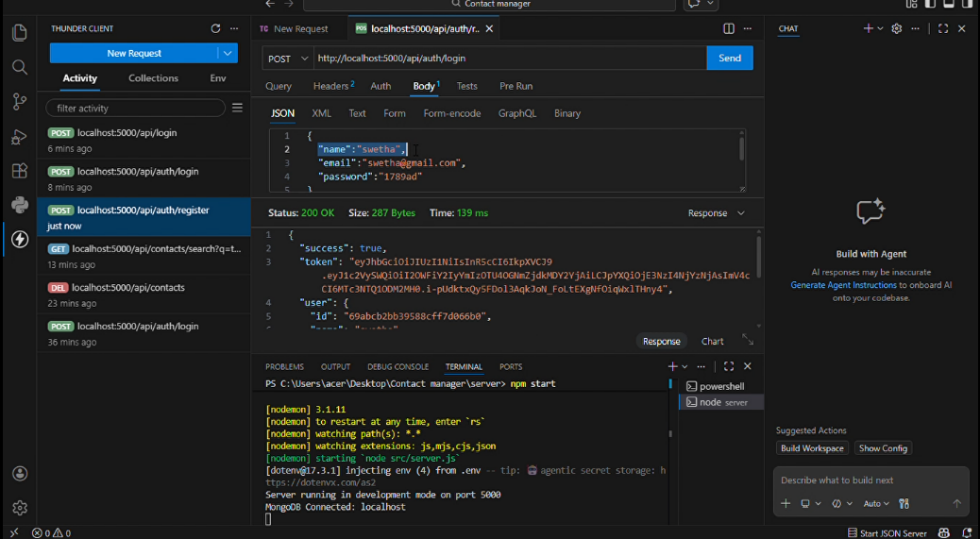 Contact manager
THUNDER CLIENT
New Request
Activity
Collections
Env
filter activity
POST localhost:5000/api/login
6 mins ago
POST localhost:5000/api/auth/login
8 mins ago
POST localhost:5000/api/auth/register
just now
GET localhost:5000/api/contacts/search?q=t...
13 mins ago
DEL localhost:5000/api/contacts
23 mins ago
POST localhost:5000/api/auth/login
36 mins ago
TC New Request
POS localhost:5000/api/auth/r..
POST
http://localhost:5000/api/auth/login
Send
Query Headers 2 Auth Body 1 Tests Pre Run
JSON XML Text Form Form-encode GraphQL Binary
1 {
2 "name":"swetha",
3 "email":"swetha@gmail.com",
4 "password":"1789ad"
5 }
Status: 200 OK Size: 287 Bytes Time: 139 ms
Response
1 {
2 "success": true,
3 "token": "eyJhbGciOiJIUzI1NiIsInR5cCI6IkpXVCJ9
4 "user": {
5 "id": "69abcb2bb39588cff7d066b0",
Response Chart
PROBLEMS OUTPUT DEBUG CONSOLE TERMINAL PORTS
PS C:\Users\acer\Desktop\Contact manager\server> npm start
[nodemon] 3.1.11
[nodemon] to restart at any time, enter `rs`
[nodemon] watching path(s): *.*
[nodemon] watching extensions: js,mjs,cjs,json
[nodemon] starting `node src/server.js`
[dotenv@17.3.1] injecting env (4) from .env -- tip: agentic secret storage: h
ttps://dotenvx.com/as2
Server running in development mode on port 5000
MongoDB Connected: localhost
powershell
node server
CHAT
Build with Agent
AI responses may be inaccurate
Generate Agent Instructions to onboard AI
onto your codebase.
Suggested Actions
Build Workspace Show Config
Describe what to build next
Auto
0 0
Start JSON Server